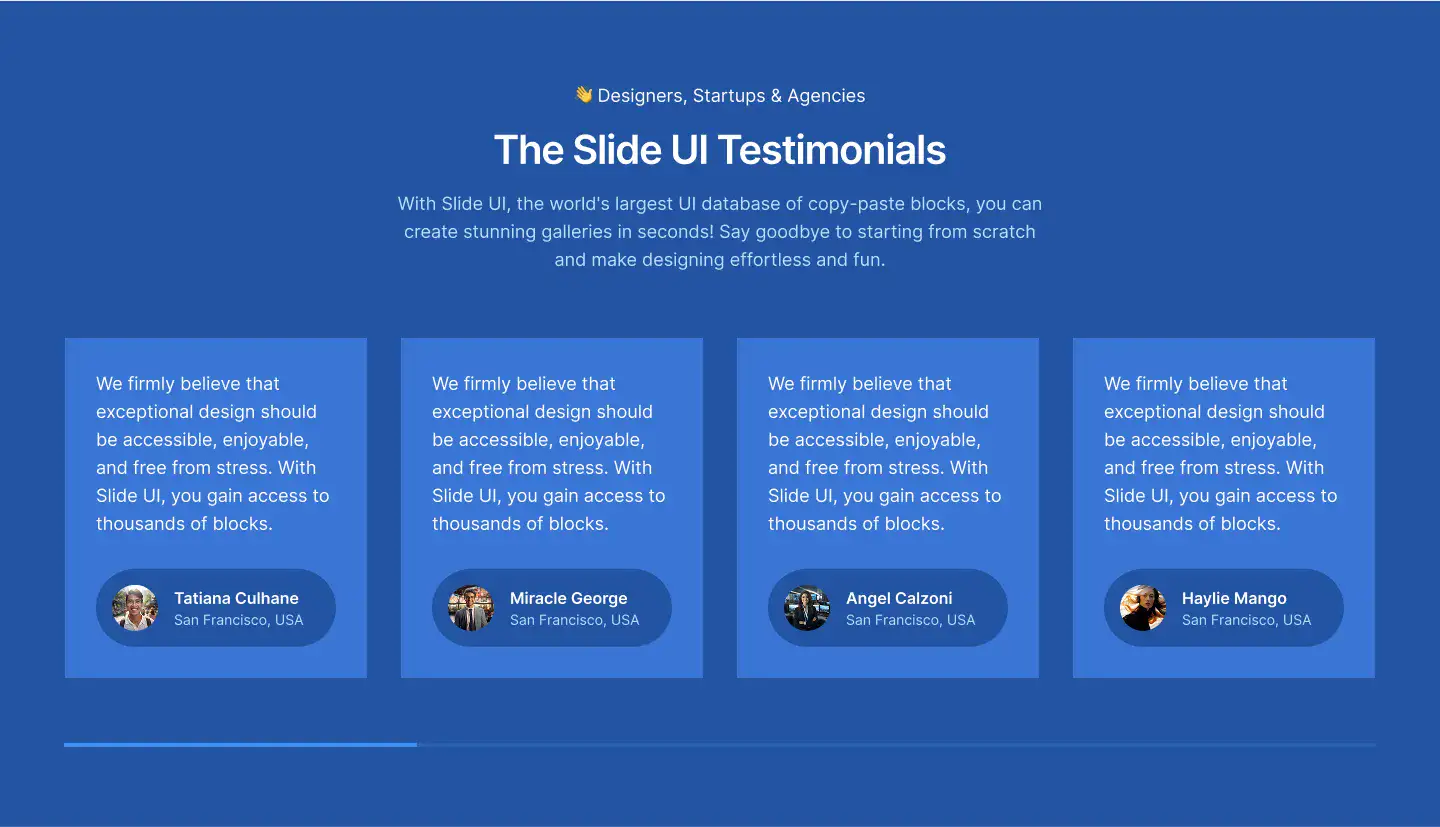 👋 Designers, Startups & Agencies
The Slide UI Testimonials
With Slide UI, the world's largest UI database of copy-paste blocks, you can
create stunning galleries in seconds! Say goodbye to starting from scratch
and make designing effortless and fun.
We firmly believe that
exceptional design should
be accessible, enjoyable,
and free from stress. With
Slide UI, you gain access to
thousands of blocks.
Tatiana Culhane
San Francisco, USA
We firmly believe that
exceptional design should
be accessible, enjoyable,
and free from stress. With
Slide UI, you gain access to
thousands of blocks.
Miracle George
San Francisco, USA
We firmly believe that
exceptional design should
be accessible, enjoyable,
and free from stress. With
Slide UI, you gain access to
thousands of blocks.
Angel Calzoni
San Francisco, USA
We firmly believe that
exceptional design should
be accessible, enjoyable,
and free from stress. With
Slide UI, you gain access to
thousands of blocks.
Haylie Mango
San Francisco, USA